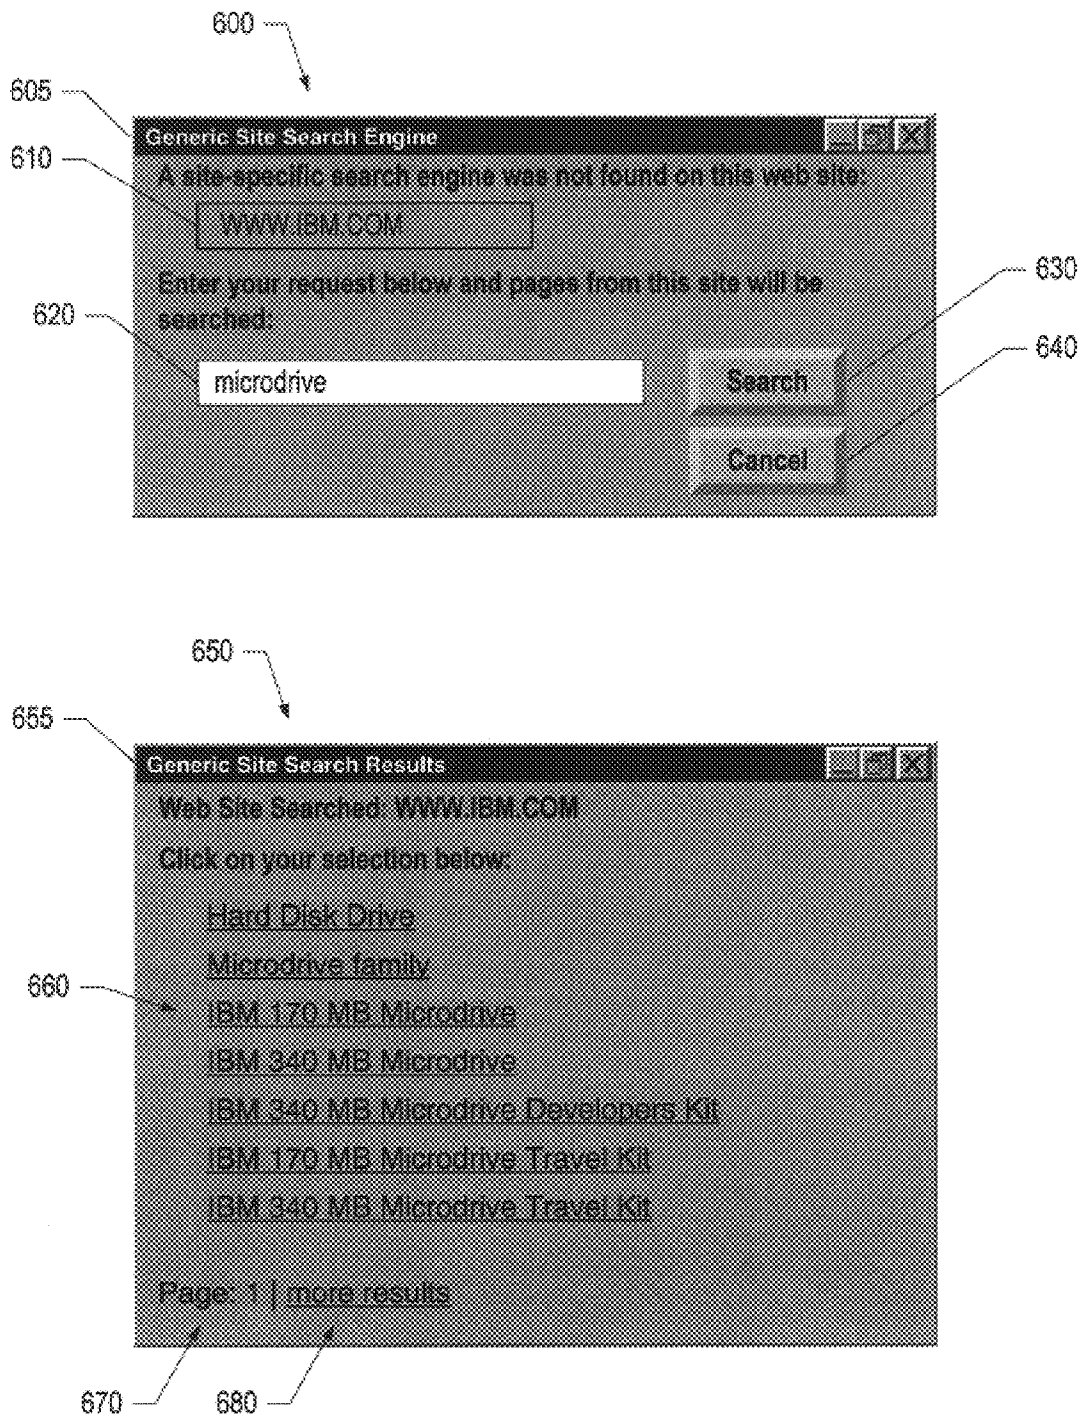 600
605
Generic Site Search Engine
610
A site-specific search engine was not found on this web site:
WWW.IBM.COM
Enter your request below and pages from this site will be
630
620
searched:
640
microdrive
Search
Cancel
650
655
Generic Site Search Results
Web Site Searched: WWW.IBM.COM
Click on your selection below:
Hard Disk Drive
Microdrive family
660
IBM 170 MB Microdrive
IBM 340 MB Microdrive
IBM 340 MB Microdrive Developers Kit
IBM 170 MB Microdrive Travel Kit
IBM 340 MB Microdrive Travel Kit
Page: 1 | more results
670
680